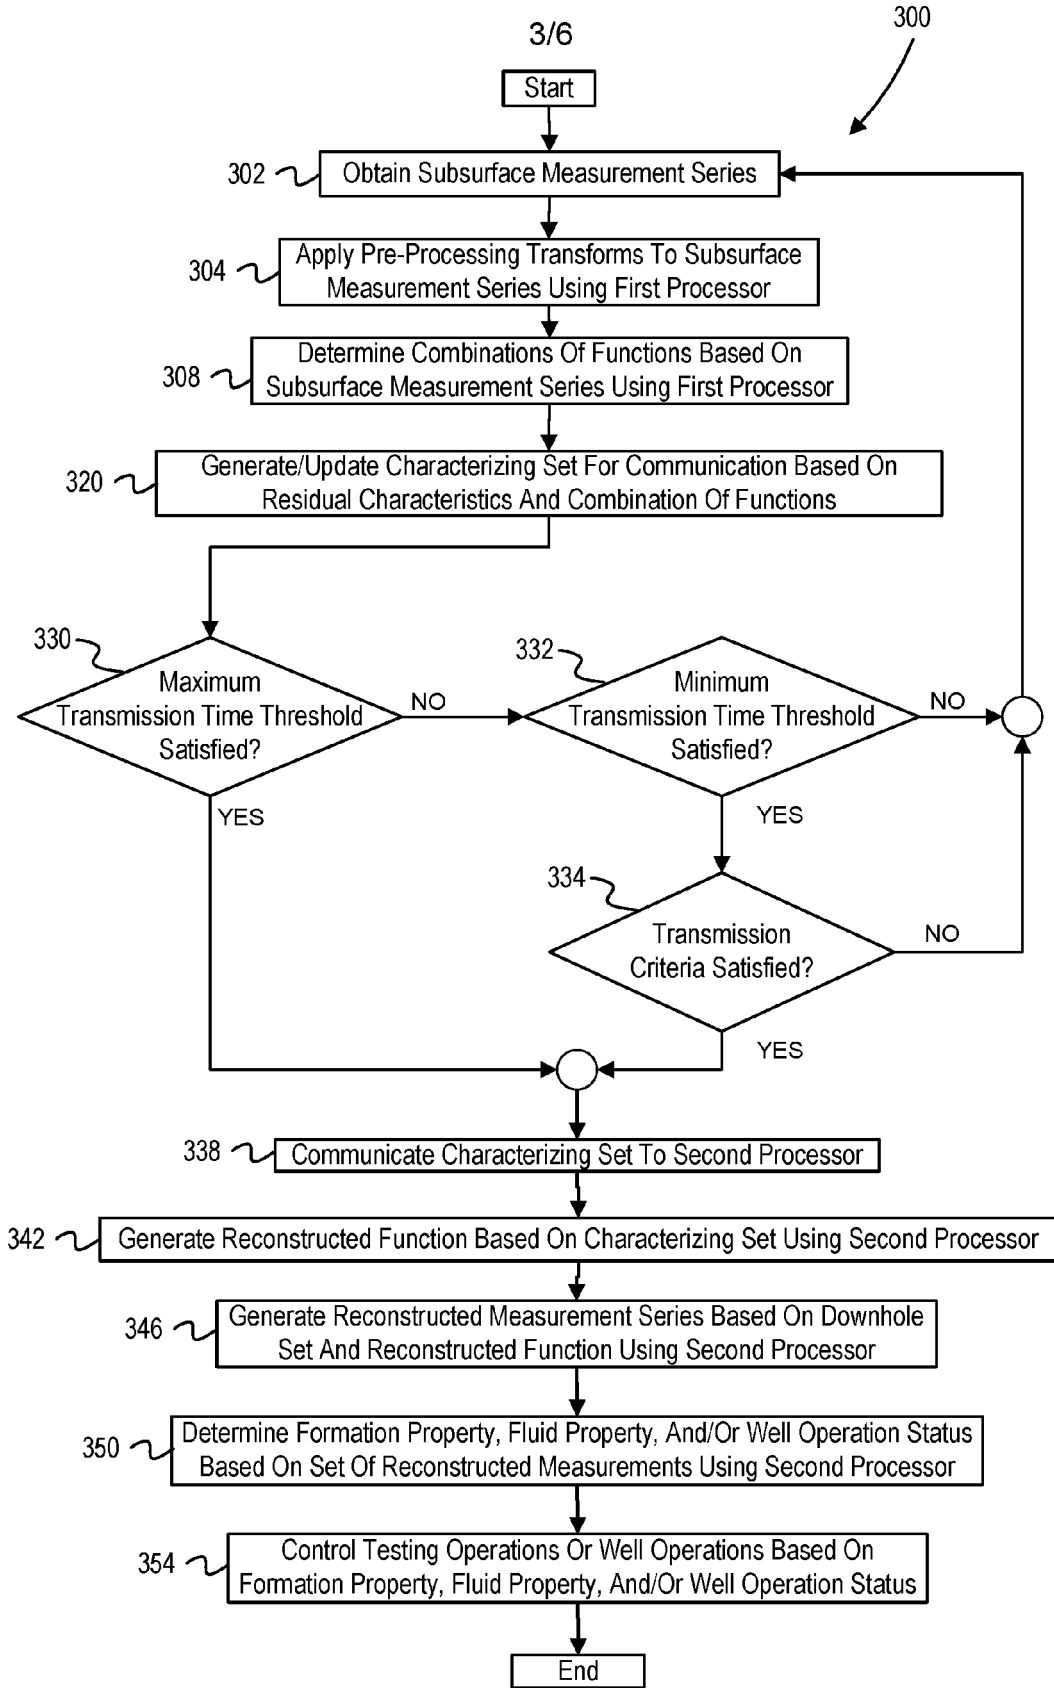 300
3/6
Start
302
Obtain Subsurface Measurement Series
304
Apply Pre-Processing Transforms To Subsurface
Measurement Series Using First Processor
308
Determine Combinations Of Functions Based On
Subsurface Measurement Series Using First Processor
320
Generate/Update Characterizing Set For Communication Based On
Residual Characteristics And Combination Of Functions
330
Maximum
Transmission Time Threshold
Satisfied?
NO
YES
332
Minimum
Transmission Time Threshold
Satisfied?
NO
YES
334
Transmission
Criteria Satisfied?
NO
YES
338
Communicate Characterizing Set To Second Processor
342
Generate Reconstructed Function Based On Characterizing Set Using Second Processor
346
Generate Reconstructed Measurement Series Based On Downhole
Set And Reconstructed Function Using Second Processor
350
Determine Formation Property, Fluid Property, And/Or Well Operation Status
Based On Set Of Reconstructed Measurements Using Second Processor
354
Control Testing Operations Or Well Operations Based On
Formation Property, Fluid Property, And/Or Well Operation Status
End